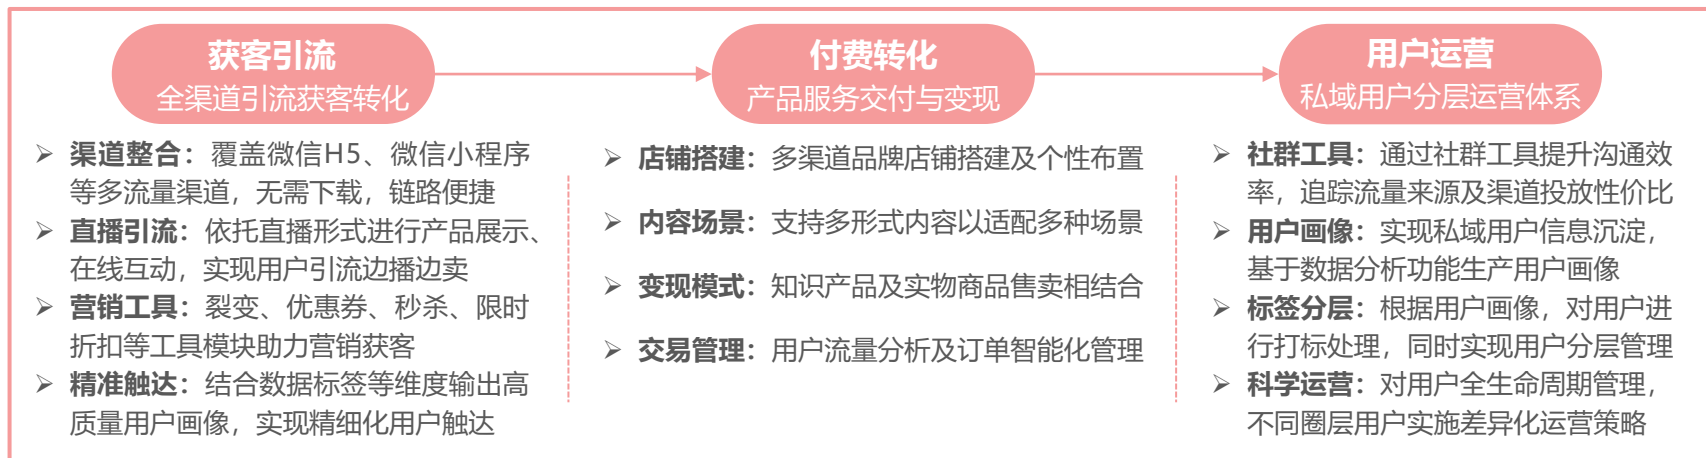 获客引流
全渠道引流获客转化
➢ 渠道整合：覆盖微信H5、微信小程序
等多流量渠道，无需下载，链路便捷
➢ 直播引流：依托直播形式进行产品展示、
在线互动，实现用户引流边播边卖
➢ 营销工具：裂变、优惠券、秒杀、限时
折扣等工具模块助力营销获客
➢ 精准触达：结合数据标签等维度输出高
质量用户画像，实现精细化用户触达
付费转化
产品服务交付与变现
➢ 店铺搭建：多渠道品牌店铺搭建及个性布置
➢ 内容场景：支持多形式内容以适配多种场景
➢ 变现模式：知识产品及实物商品售卖相结合
➢ 交易管理：用户流量分析及订单智能化管理
用户运营
私域用户分层运营体系
➢ 社群工具：通过社群工具提升沟通效
率，追踪流量来源及渠道投放性价比
➢ 用户画像：实现私域用户信息沉淀，
基于数据分析功能生产用户画像
➢ 标签分层：根据用户画像，对用户进
行打标处理，同时实现用户分层管理
➢ 科学运营：对用户全生命周期管理，
不同圈层用户实施差异化运营策略